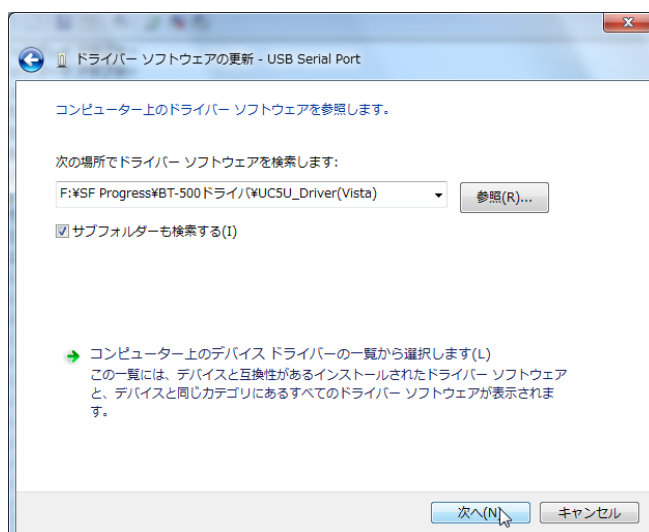 ドライバー ソフトウェアの更新 - USB Serial Port
コンピューター上のドライバー ソフトウェアを参照します。
次の場所でドライバー ソフトウェアを検索します:
F:¥SF Progress¥BT-500ドライバ¥UC5U_Driver(Vista)
参照(R)...
サブフォルダーも検索する(I)
コンピューター上のデバイス ドライバーの一覧から選択します(L)
この一覧には、デバイスと互換性があるインストールされたドライバー ソフトウェア
と、デバイスと同じカテゴリにあるすべてのドライバー ソフトウェアが表示されま
す。
次へ(N)
キャンセル